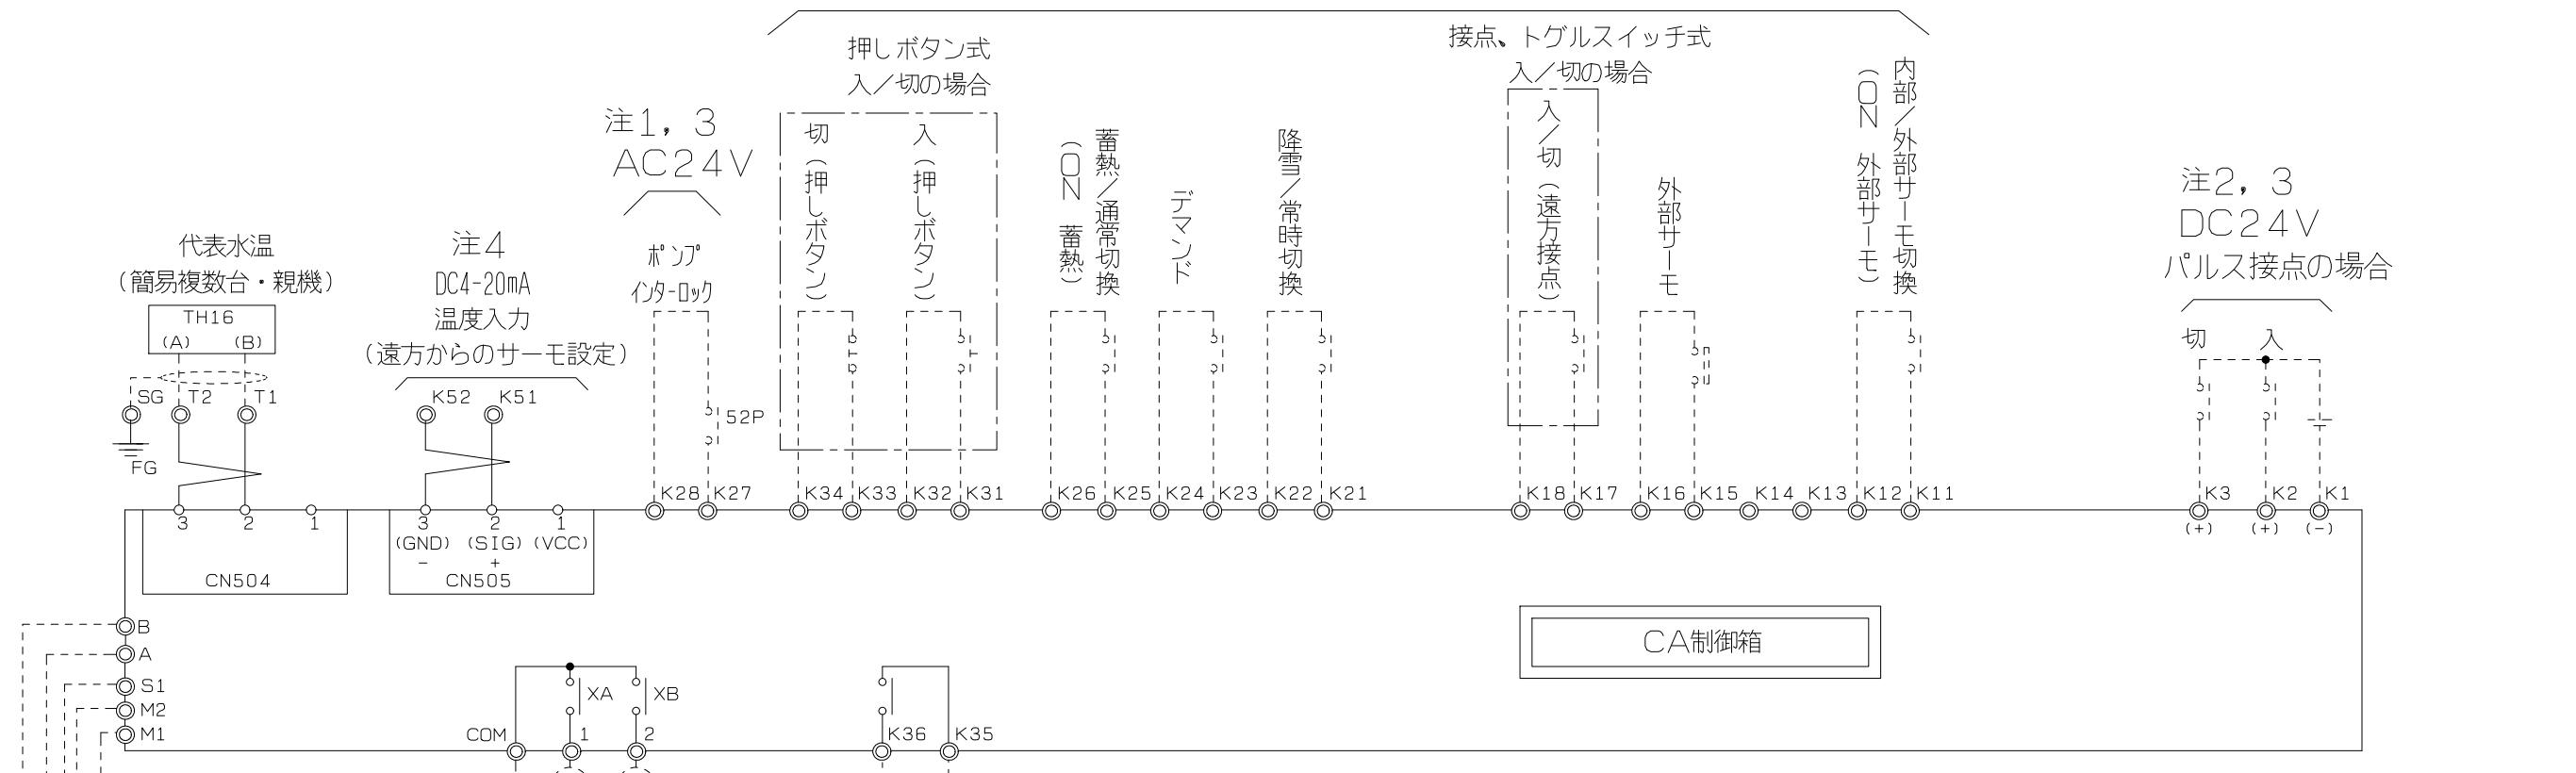 押しボタン式
入／切の場合
接点、トグルスイッチ式
入／切の場合
注1，3
AC24V
切（押しボタン）
入（押しボタン）
蓄熱／通常切換
（ON　蓄熱）
デマンド
降雪／常時切換
入／切（遠方接点）
外部サーモ
内部／外部サーモ切換
（ON　外部サーモ）
注2，3
DC24V
パルス接点の場合
切　入
代表水温
（簡易複数台・親機）
TH16
(A) (B)
注4
DC4-20mA
温度入力
（遠方からのサーモ設定）
ポンプ
インターロック
52P
SG T2 T1
FG
K52 K51
K28 K27 K34 K33 K32 K31 K26 K25 K24 K23 K22 K21 K18 K17 K16 K15 K14 K13 K12 K11 K3 K2 K1
(+) (+) (-)
3 2 1
CN504
3 2 1
(GND) (SIG) (VCC)
- +
CN505
CA制御箱
B
A
S1
M2
M1
XA XB
COM 1 2
K36 K35